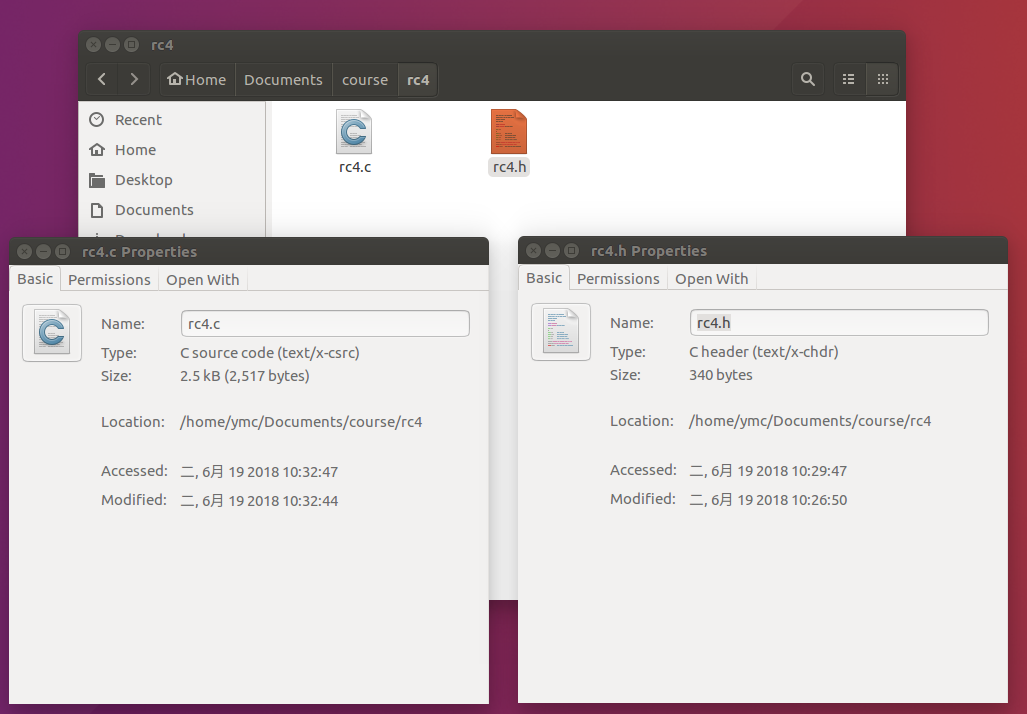 rc4
Home Documents course rc4
Recent
Home
Desktop
Documents
rc4.c
rc4.h
rc4.c Properties
Basic Permissions Open With
Name: rc4.c
Type: C source code (text/x-csrc)
Size: 2.5 kB (2,517 bytes)
Location: /home/ymc/Documents/course/rc4
Accessed: 二, 6月 19 2018 10:32:47
Modified: 二, 6月 19 2018 10:32:44
rc4.h Properties
Basic Permissions Open With
Name: rc4.h
Type: C header (text/x-chdr)
Size: 340 bytes
Location: /home/ymc/Documents/course/rc4
Accessed: 二, 6月 19 2018 10:29:47
Modified: 二, 6月 19 2018 10:26:50